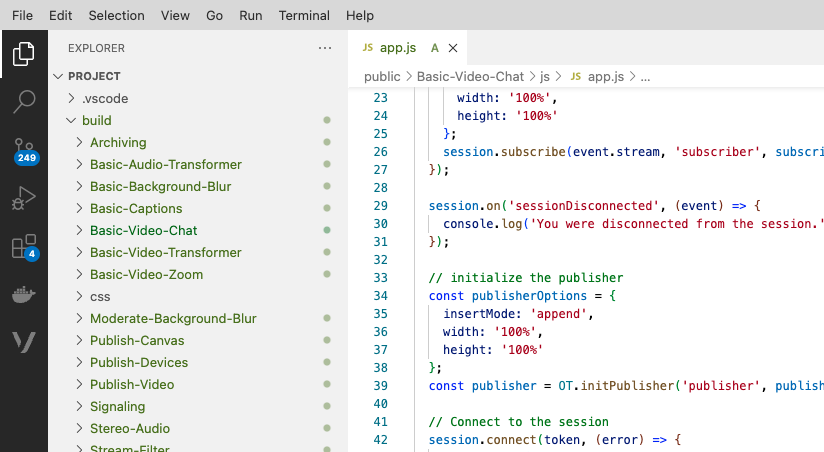 File Edit Selection View Go Run Terminal Help
EXPLORER ...
PROJECT
.vscode
build
Archiving
Basic-Audio-Transformer
Basic-Background-Blur
Basic-Captions
Basic-Video-Chat
Basic-Video-Transformer
Basic-Video-Zoom
css
Moderate-Background-Blur
Publish-Canvas
Publish-Devices
Publish-Video
Signaling
Stereo-Audio
Stream-Filter
249
4
JS app.js A
public > Basic-Video-Chat > js > JS app.js > ...
23 width: '100%',
24 height: '100%'
25 };
26 session.subscribe(event.stream, 'subscriber', subscri
27 });
28
29 session.on('sessionDisconnected', (event) => {
30 console.log('You were disconnected from the session.'
31 });
32
33 // initialize the publisher
34 const publisherOptions = {
35 insertMode: 'append',
36 width: '100%',
37 height: '100%'
38 };
39 const publisher = OT.initPublisher('publisher', publish
40
41 // Connect to the session
42 session.connect(token, (error) => {